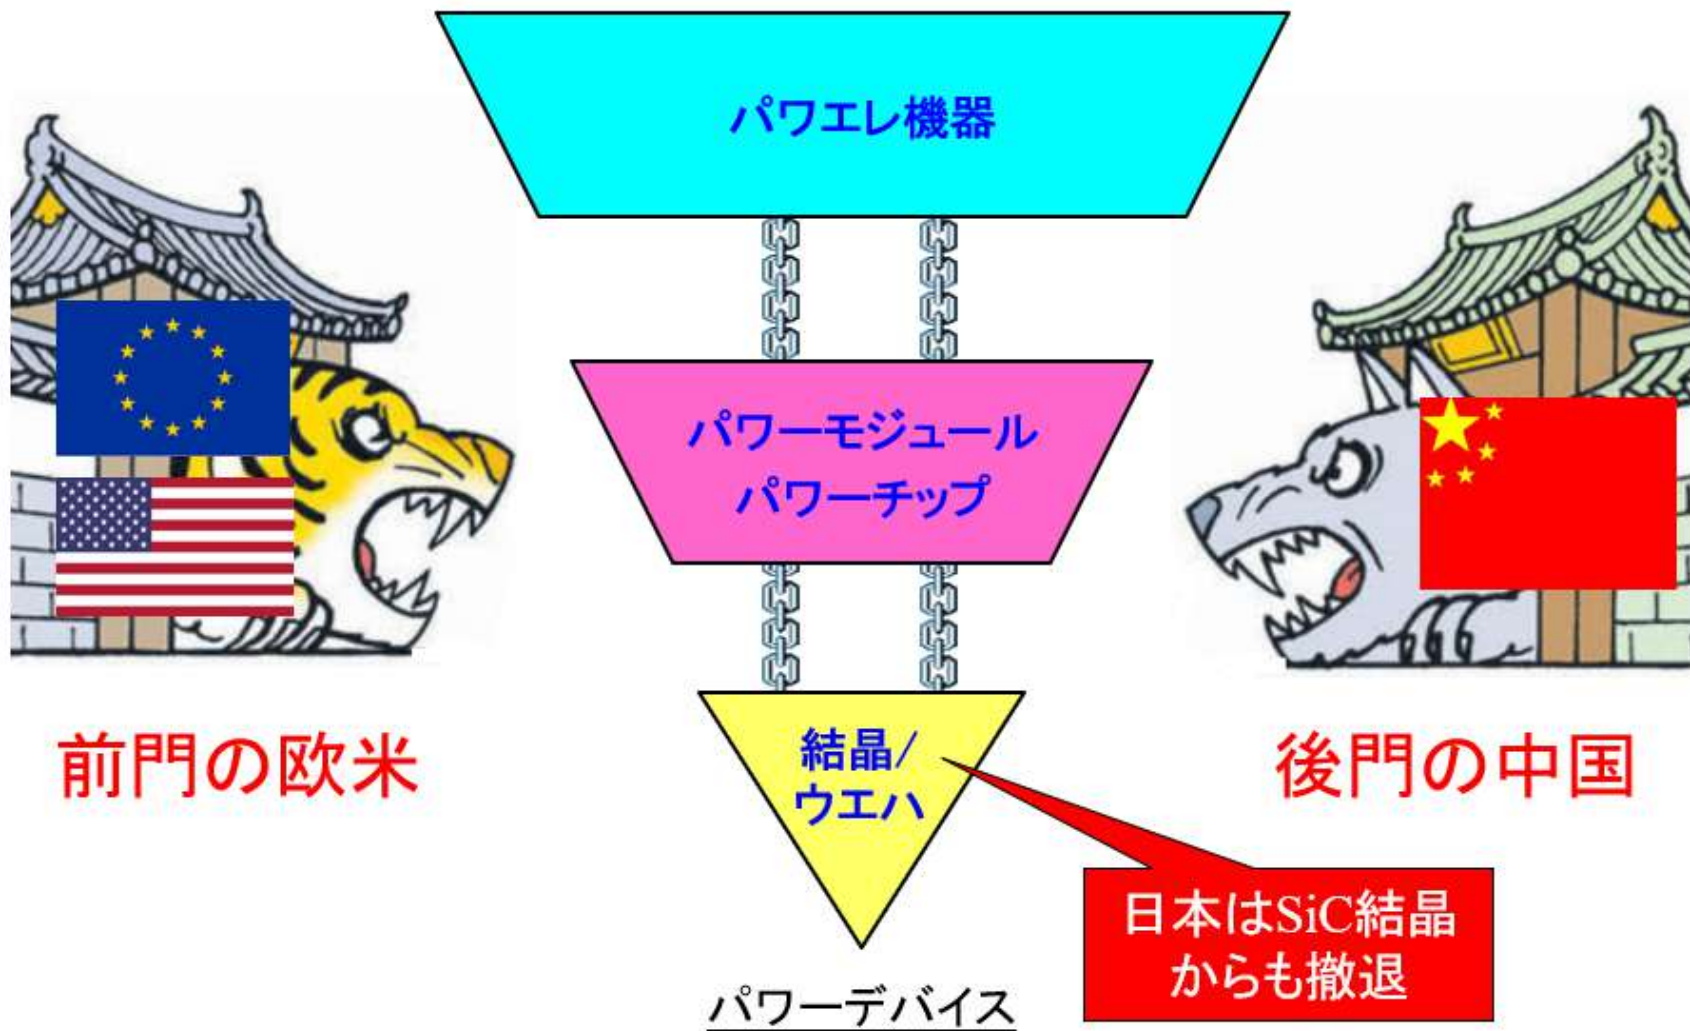 パワエレ機器
パワーモジュール
パワーチップ
結晶/
ウエハ
前門の欧米
後門の中国
日本はSiC結晶
からも撤退
パワーデバイス